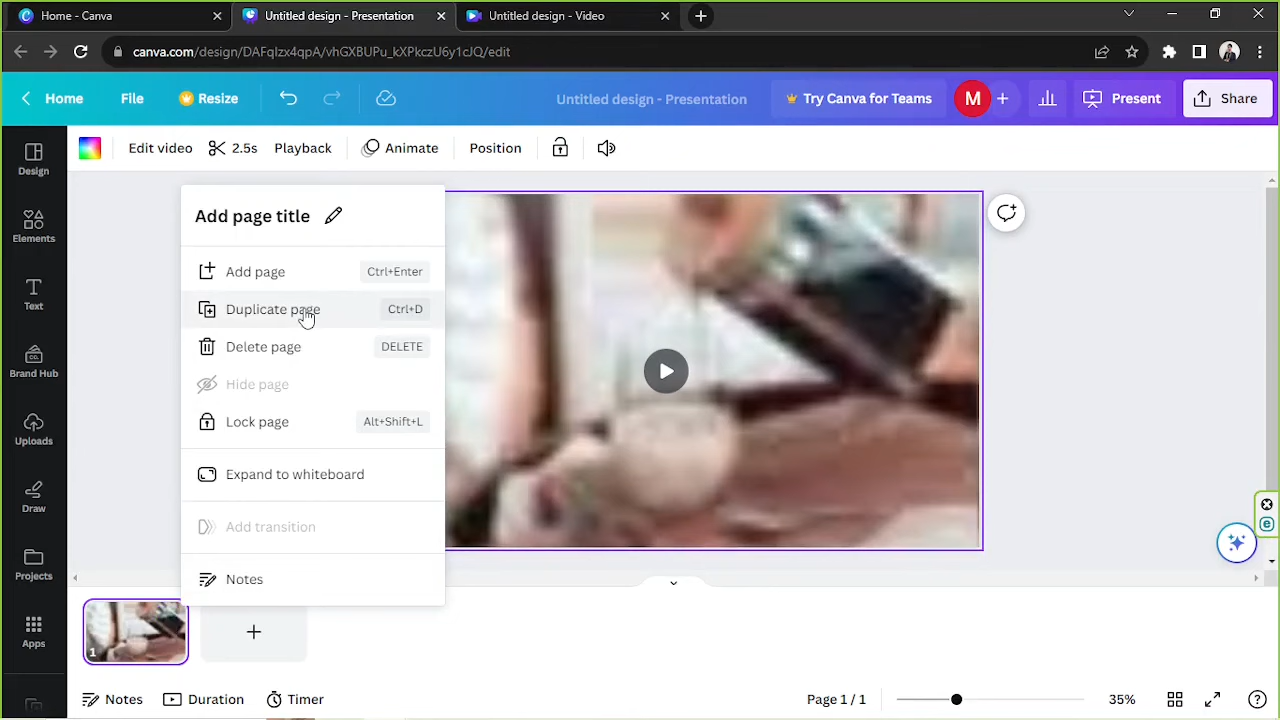 Home - Canva
Untitled design - Presentation
Untitled design - Video
canva.com/design/DAFqlzx4qpA/vhGXBUPu_kXPkczU6y1cJQ/edit
Home
File
Resize
Untitled design - Presentation
Try Canva for Teams
M
Present
Share
Design
Edit video
2.5s
Playback
Animate
Position
Elements
Text
Brand Hub
Uploads
Draw
Projects
Apps
Add page title
Add page Ctrl+Enter
Duplicate page Ctrl+D
Delete page DELETE
Hide page
Lock page Alt+Shift+L
Expand to whiteboard
Add transition
Notes
1
Notes
Duration
Timer
Page 1 / 1
35%